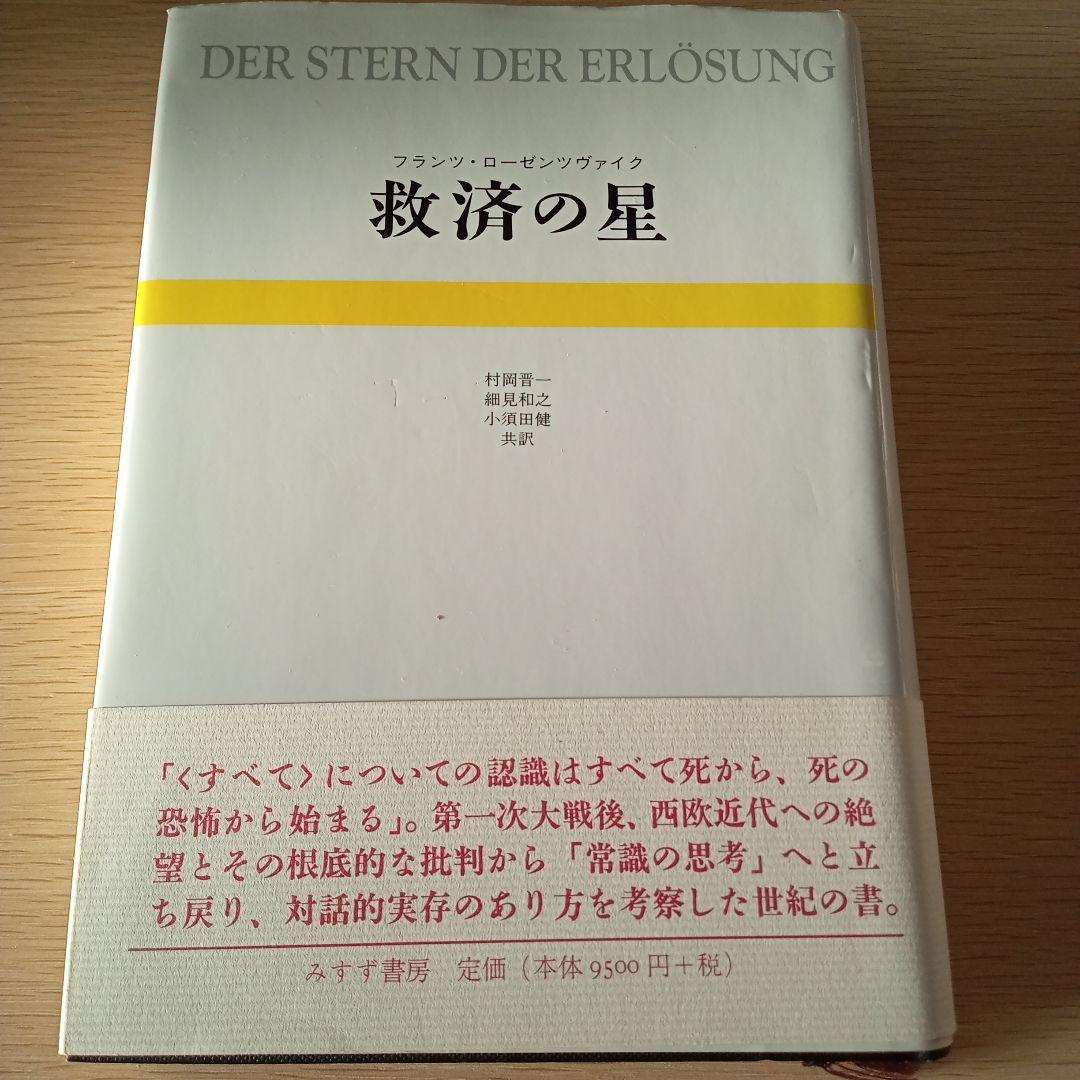 DER STERN DER ERLÖSUNG
フランツ・ローゼンツヴァイク
救済の星
村岡晋一
細見和之
小須田健
共訳
「〈すべて〉についての認識はすべて死から、死の
恐怖から始まる」。第一次大戦後、西欧近代への絶
望とその根底的な批判から「常識の思考」へと立
ち戻り、対話的実存のあり方を考察した世紀の書。
みすず書房 定価(本体9500円+税)